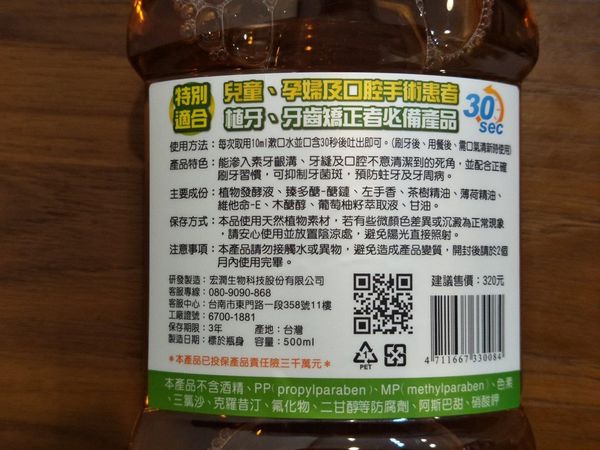 特別
適合
兒童、孕婦及口腔手術患者
植牙、牙齒矯正者必備產品
30
sec
使用方法：每次取用10ml漱口水並口含30秒後吐出即可。(刷牙後、用餐後、需口氣清新時使用)
產品特色：能滲入素牙齦溝、牙縫及口腔不意清潔到的死角，並配合正確
刷牙習慣，可抑制牙菌斑，預防蛀牙及牙周病。
主要成份：植物發酵液、臻多醣-醣鏈、左手香、茶樹精油、薄荷精油、
維他命-E、木醣醇、葡萄柚籽萃取液、甘油。
保存方式：本品使用天然植物素材，若有些微顏色差異或沉澱為正常現象
，請安心使用並放置陰涼處，避免陽光直接照射。
注意事項：本產品請勿接觸水或異物，避免造成產品變質，開封後請於2個
月內使用完畢。
研發製造：宏潤生物科技股份有限公司
客服專線：080-9090-868
客服中心：台南市東門路一段358號11樓
工廠證號：6700-1881
保存期限：3年 產地：台灣
製造日期：標於瓶身 容量：500ml
*本產品已投保產品責任險三千萬元*
PET
建議售價：320元
4 711667 330084
本產品不含酒精、PP(propylparaben)、MP(methylparaben)、色素
、三氯沙、克羅昔汀、氟化物、二甘醇等防腐劑、阿斯巴甜、硝酸鉀